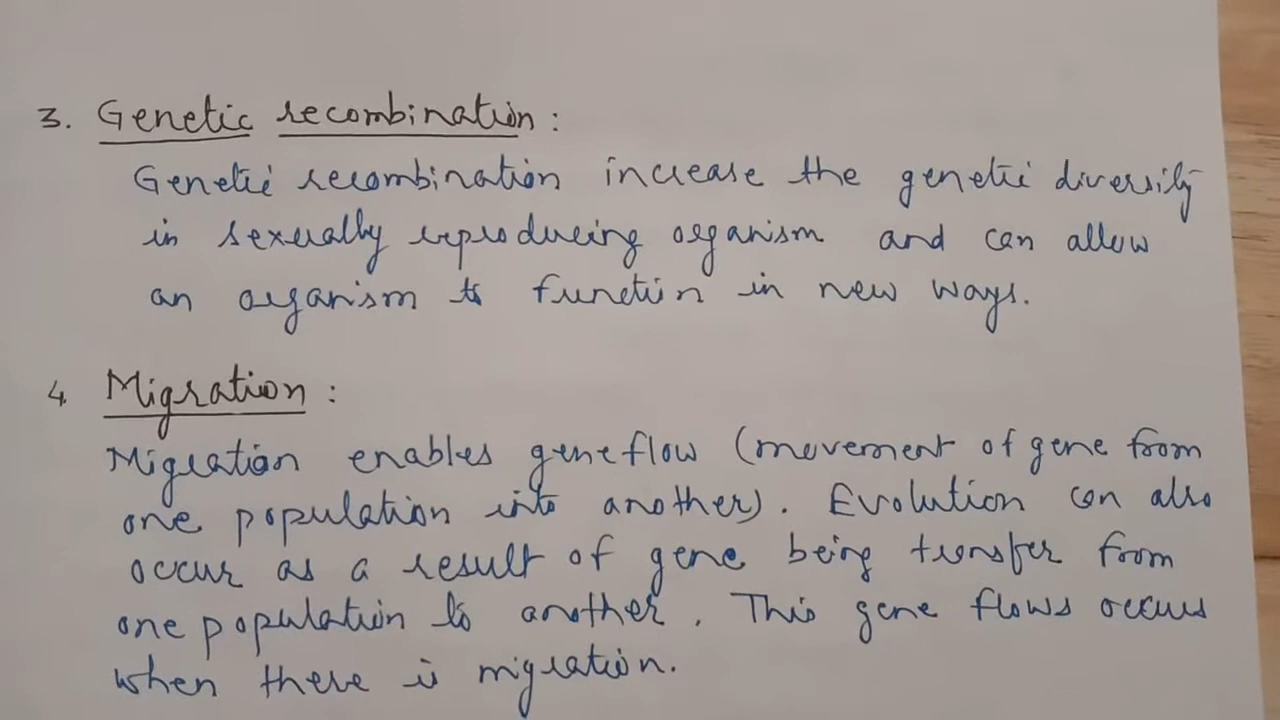 3. Genetic recombination :
Genetic recombination increase the genetic diversity
in sexually reproducing organism and can allow
an organism to function in new ways.
4. Migration :
Migration enables geneflow (movement of gene from
one population into another). Evolution can also
occur as a result of gene being transfer from
one population to another. This gene flows occurs
when there is migration.